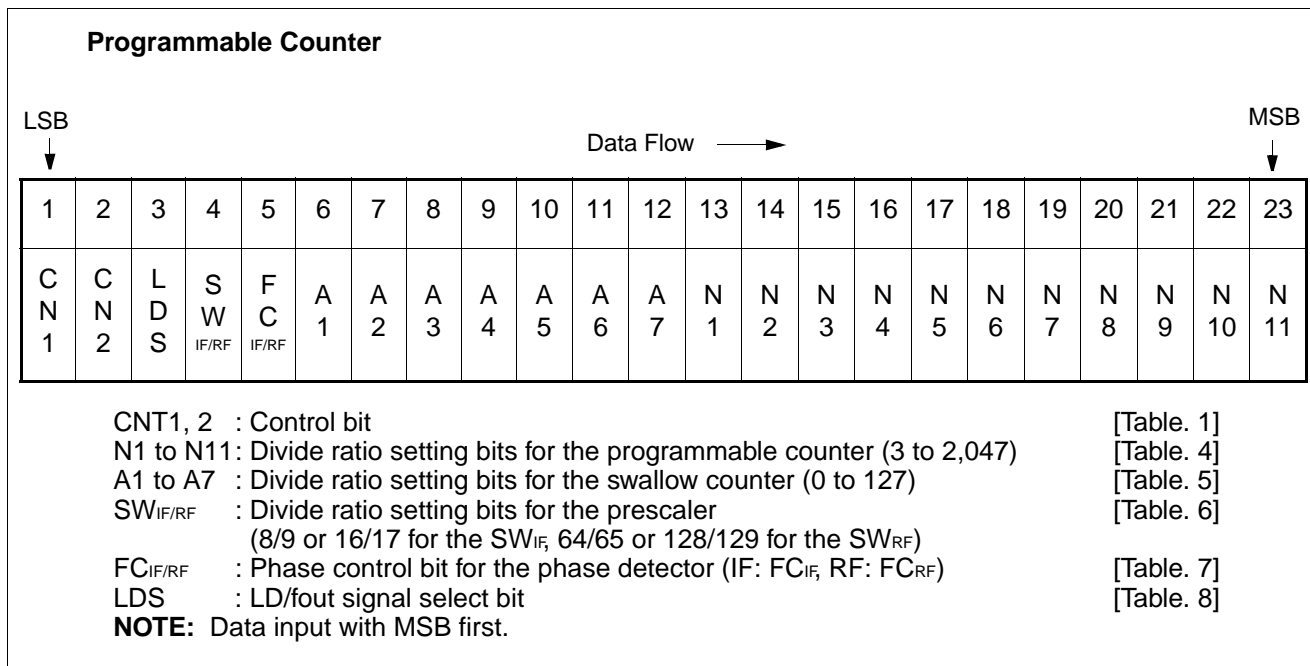 Programmable Counter
LSB
MSB
Data Flow
1 2 3 4 5 6 7 8 9 10 11 12 13 14 15 16 17 18 19 20 21 22 23
CN1 CN2 LDS SW IF/RF FC IF/RF A1 A2 A3 A4 A5 A6 A7 N1 N2 N3 N4 N5 N6 N7 N8 N9 N10 N11
CNT1, 2 : Control bit [Table. 1]
N1 to N11 : Divide ratio setting bits for the programmable counter (3 to 2,047) [Table. 4]
A1 to A7 : Divide ratio setting bits for the swallow counter (0 to 127) [Table. 5]
SWIF/RF : Divide ratio setting bits for the prescaler [Table. 6]
(8/9 or 16/17 for the SWIF, 64/65 or 128/129 for the SWRF)
FCIF/RF : Phase control bit for the phase detector (IF: FCIF, RF: FCRF) [Table. 7]
LDS : LD/fout signal select bit [Table. 8]
NOTE: Data input with MSB first.